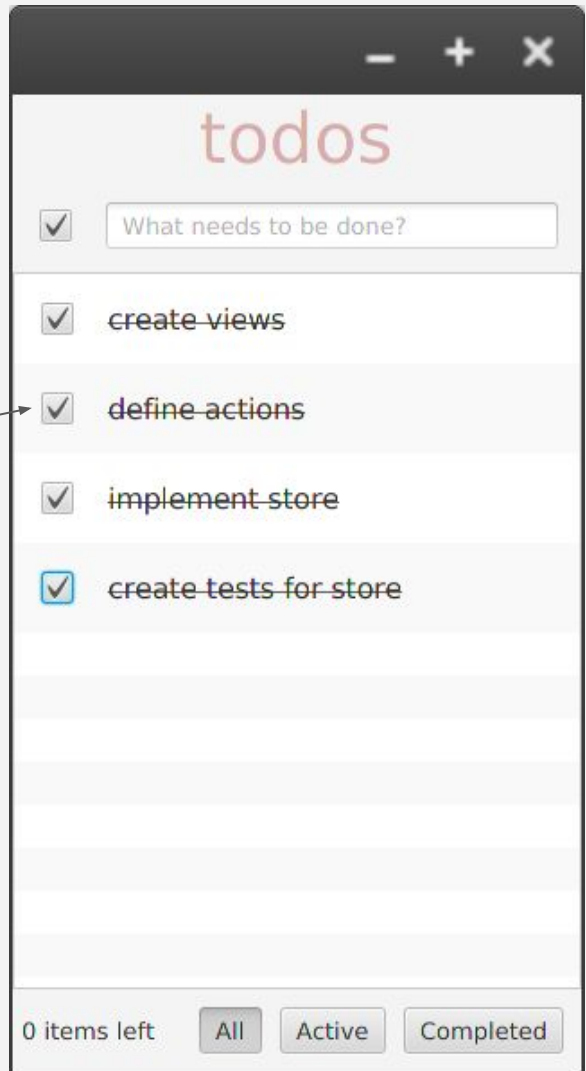 todos
What needs to be done?
create views
define actions
implement store
create tests for store
0 items left All Active Completed